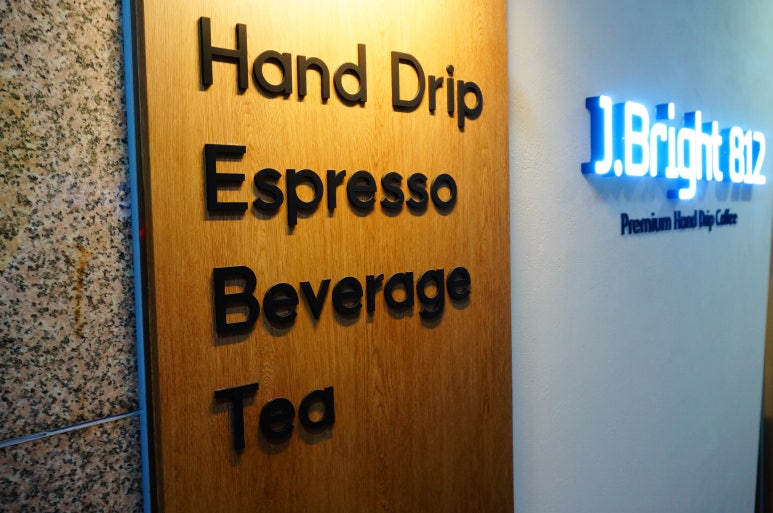 Hand Drip
Espresso
Beverage
Tea
J.Bright 812
Premium Hand Drip Coffee